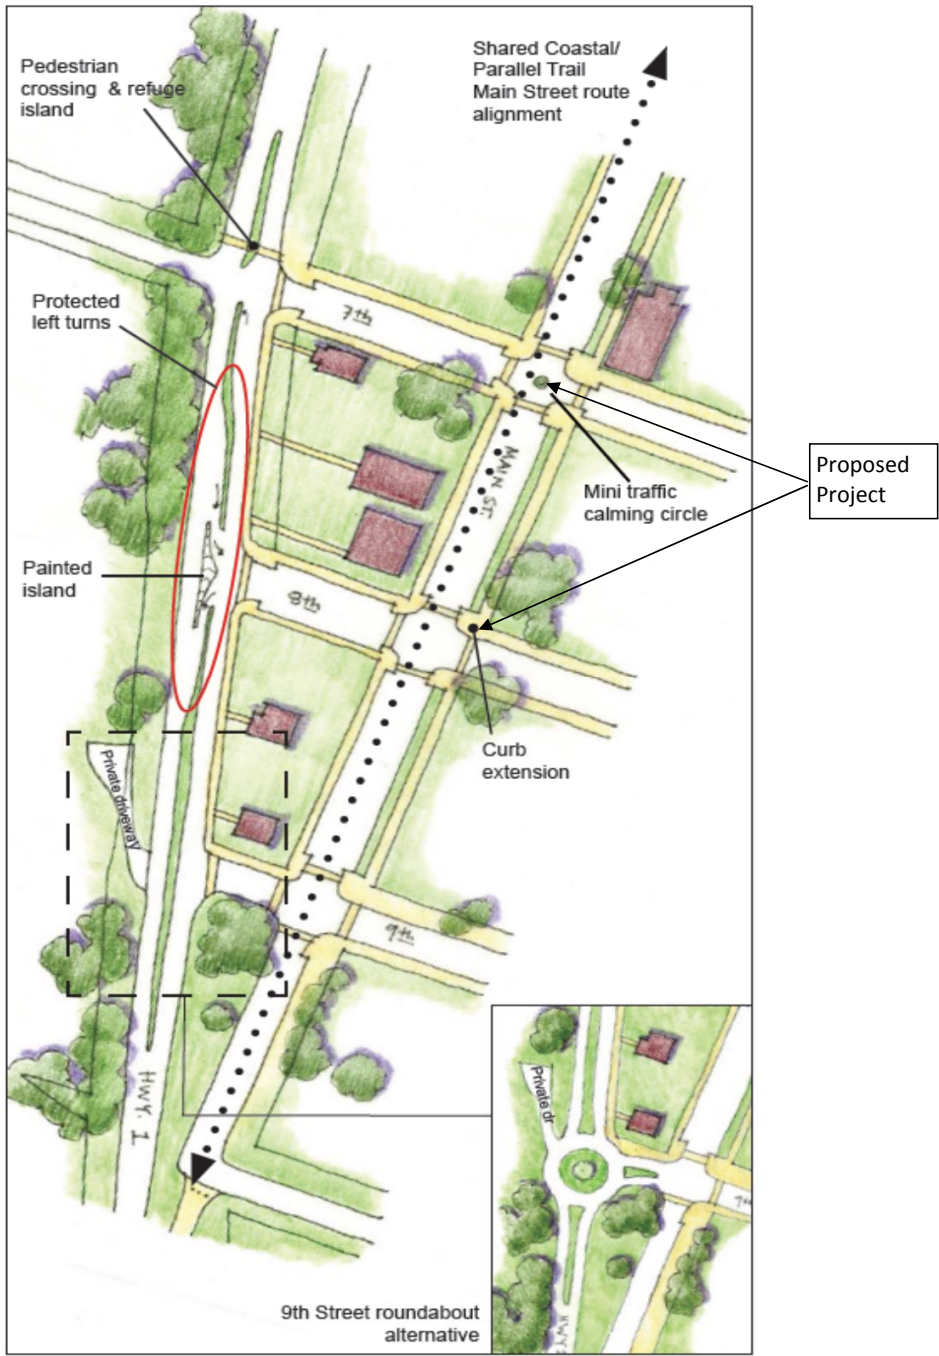 Shared Coastal/
Parallel Trail
Main Street route
alignment
Pedestrian
crossing & refuge
island
Protected
left turns
7th
MAIN ST.
Mini traffic
calming circle
Proposed
Project
Painted
island
8th
Curb
extension
Private driveway
9th
HWY. 1
Private dr
9th Street roundabout
alternative